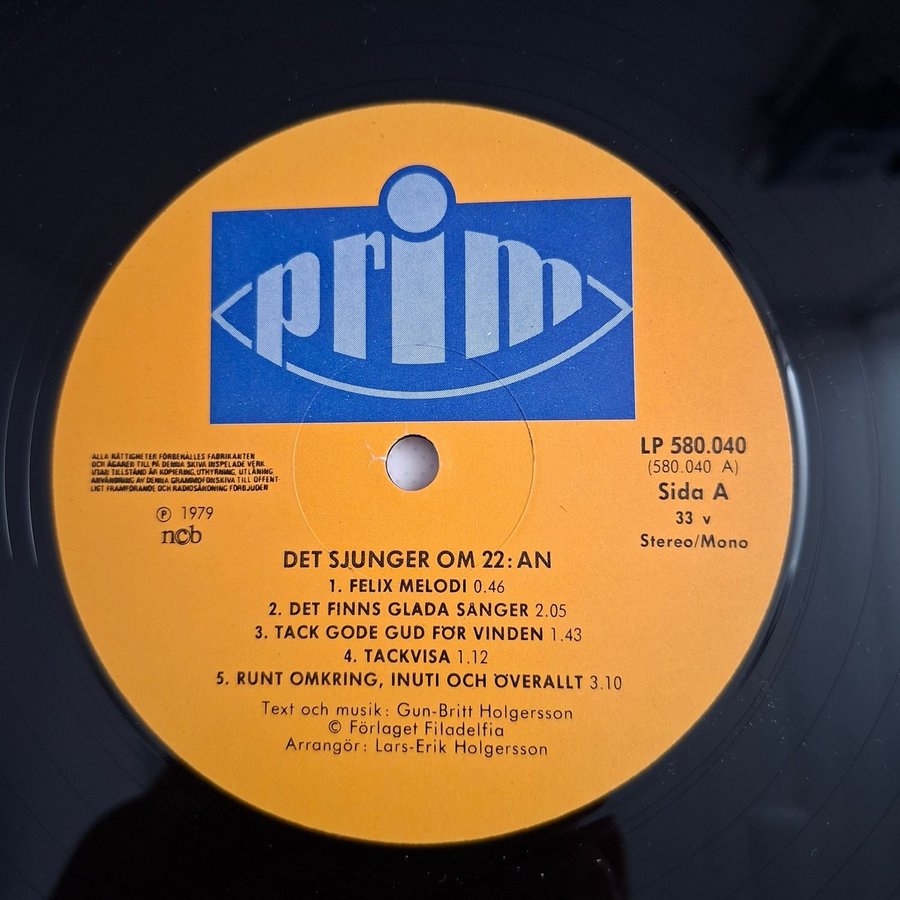 prim
LP 580.040
(580.040 A)
Sida A
33 v
Stereo/Mono
ALLA RÄTTIGHETER FÖRBEHÅLLES FABRIKANTEN
OCH ÄGAREN TILL PÅ DENNA SKIVA INSPELADE VERK.
UTAN TILLSTÅND ÄR KOPIERING, UTHYRNING, UTLÅNING
ANVÄNDNING AV DENNA GRAMMOFONSKIVA TILL OFFENT-
LIGT FRAMFÖRANDE OCH RADIOSÄNDNING FÖRBJUDEN
Ⓟ 1979
ncb
DET SJUNGER OM 22:AN
1. FELIX MELODI 0.46
2. DET FINNS GLADA SÅNGER 2.05
3. TACK GODE GUD FÖR VINDEN 1.43
4. TACKVISA 1.12
5. RUNT OMKRING, INUTI OCH ÖVERALLT 3.10
Text och musik: Gun-Britt Holgersson
© Förlaget Filadelfia
Arrangör: Lars-Erik Holgersson